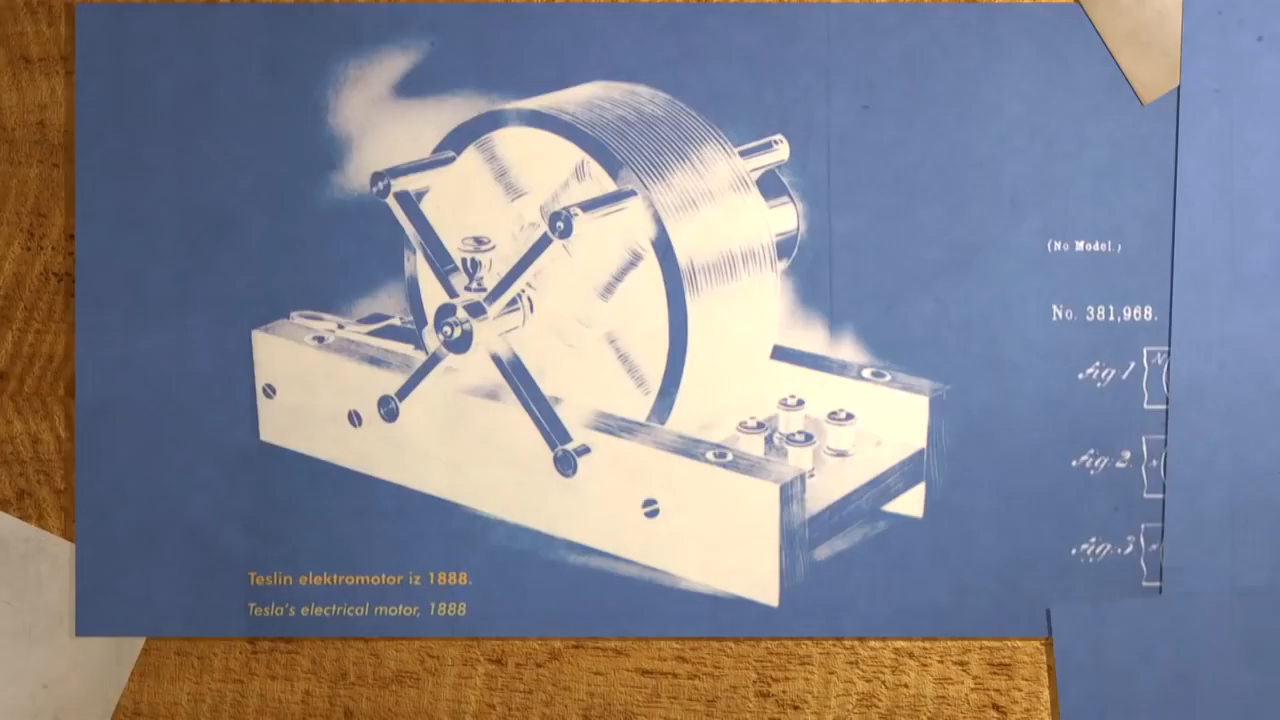 (No Model.)
No. 381,968.
Fig. 1
Fig. 2.
Fig. 3
N
Teslin elektromotor iz 1888.
Tesla's electrical motor, 1888